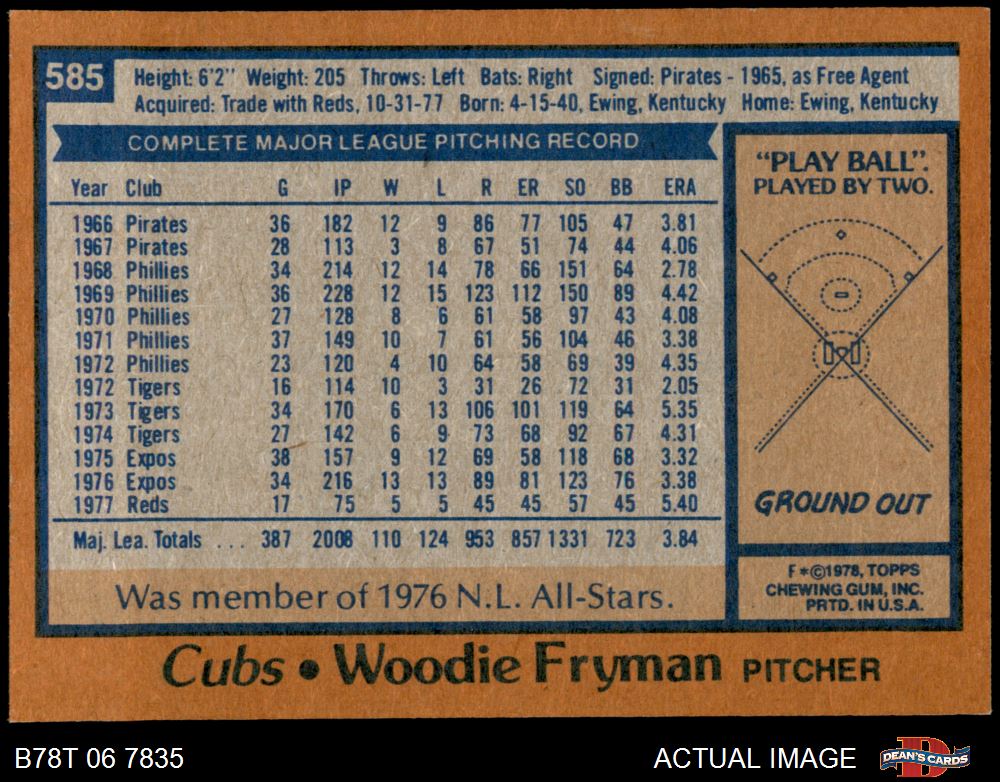 585
Height: 6'2" Weight: 205 Throws: Left Bats: Right Signed: Pirates - 1965, as Free Agent
Acquired: Trade with Reds, 10-31-77 Born: 4-15-40, Ewing, Kentucky Home: Ewing, Kentucky
COMPLETE MAJOR LEAGUE PITCHING RECORD
Year Club G IP W L R ER SO BB ERA
1966 Pirates 36 182 12 9 86 77 105 47 3.81
1967 Pirates 28 113 3 8 67 51 74 44 4.06
1968 Phillies 34 214 12 14 78 66 151 64 2.78
1969 Phillies 36 228 12 15 123 112 150 89 4.42
1970 Phillies 27 128 8 6 61 58 97 43 4.08
1971 Phillies 37 149 10 7 61 56 104 46 3.38
1972 Phillies 23 120 4 10 64 58 69 39 4.35
1972 Tigers 16 114 10 3 31 26 72 31 2.05
1973 Tigers 34 170 6 13 106 101 119 64 5.35
1974 Tigers 27 142 6 9 73 68 92 67 4.31
1975 Expos 38 157 9 12 69 58 118 68 3.32
1976 Expos 34 216 13 13 89 81 123 76 3.38
1977 Reds 17 75 5 5 45 45 57 45 5.40
Maj. Lea. Totals ... 387 2008 110 124 953 857 1331 723 3.84
Was member of 1976 N.L. All-Stars.
"PLAY BALL".
PLAYED BY TWO.
GROUND OUT
F*©1978, TOPPS
CHEWING GUM, INC.
PRTD. IN U.S.A.
Cubs • Woodie Fryman PITCHER
B78T 06 7835
ACTUAL IMAGE
DEAN'S CARDS